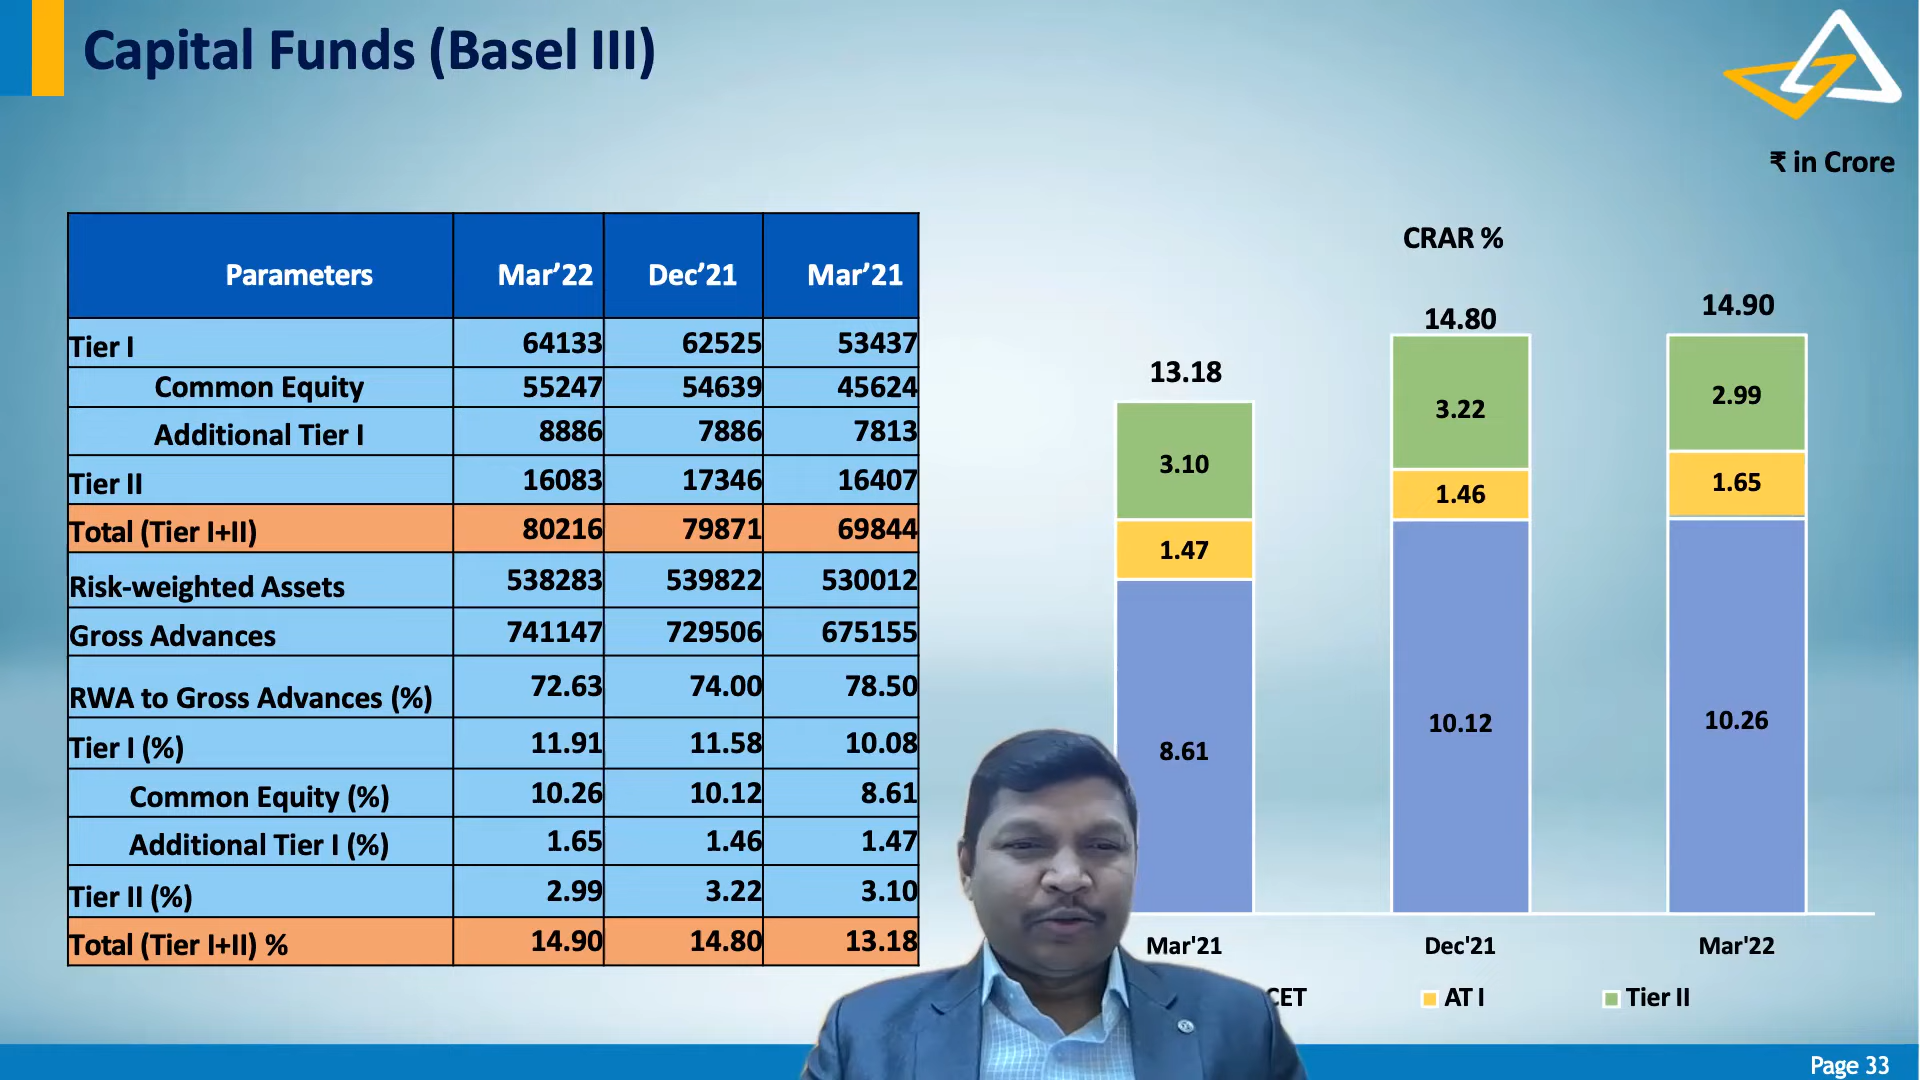 Capital Funds (Basel III)
₹ in Crore
Parameters Mar’22 Dec’21 Mar’21
Tier I 64133 62525 53437
Common Equity 55247 54639 45624
Additional Tier I 8886 7886 7813
Tier II 16083 17346 16407
Total (Tier I+II) 80216 79871 69844
Risk-weighted Assets 538283 539822 530012
Gross Advances 741147 729506 675155
RWA to Gross Advances (%) 72.63 74.00 78.50
Tier I (%) 11.91 11.58 10.08
Common Equity (%) 10.26 10.12 8.61
Additional Tier I (%) 1.65 1.46 1.47
Tier II (%) 2.99 3.22 3.10
Total (Tier I+II) % 14.90 14.80 13.18
CRAR %
13.18 14.80 14.90
3.10 3.22 2.99
1.47 1.46 1.65
8.61 10.12 10.26
Mar'21 Dec'21 Mar'22
CET AT I Tier II
Page 33